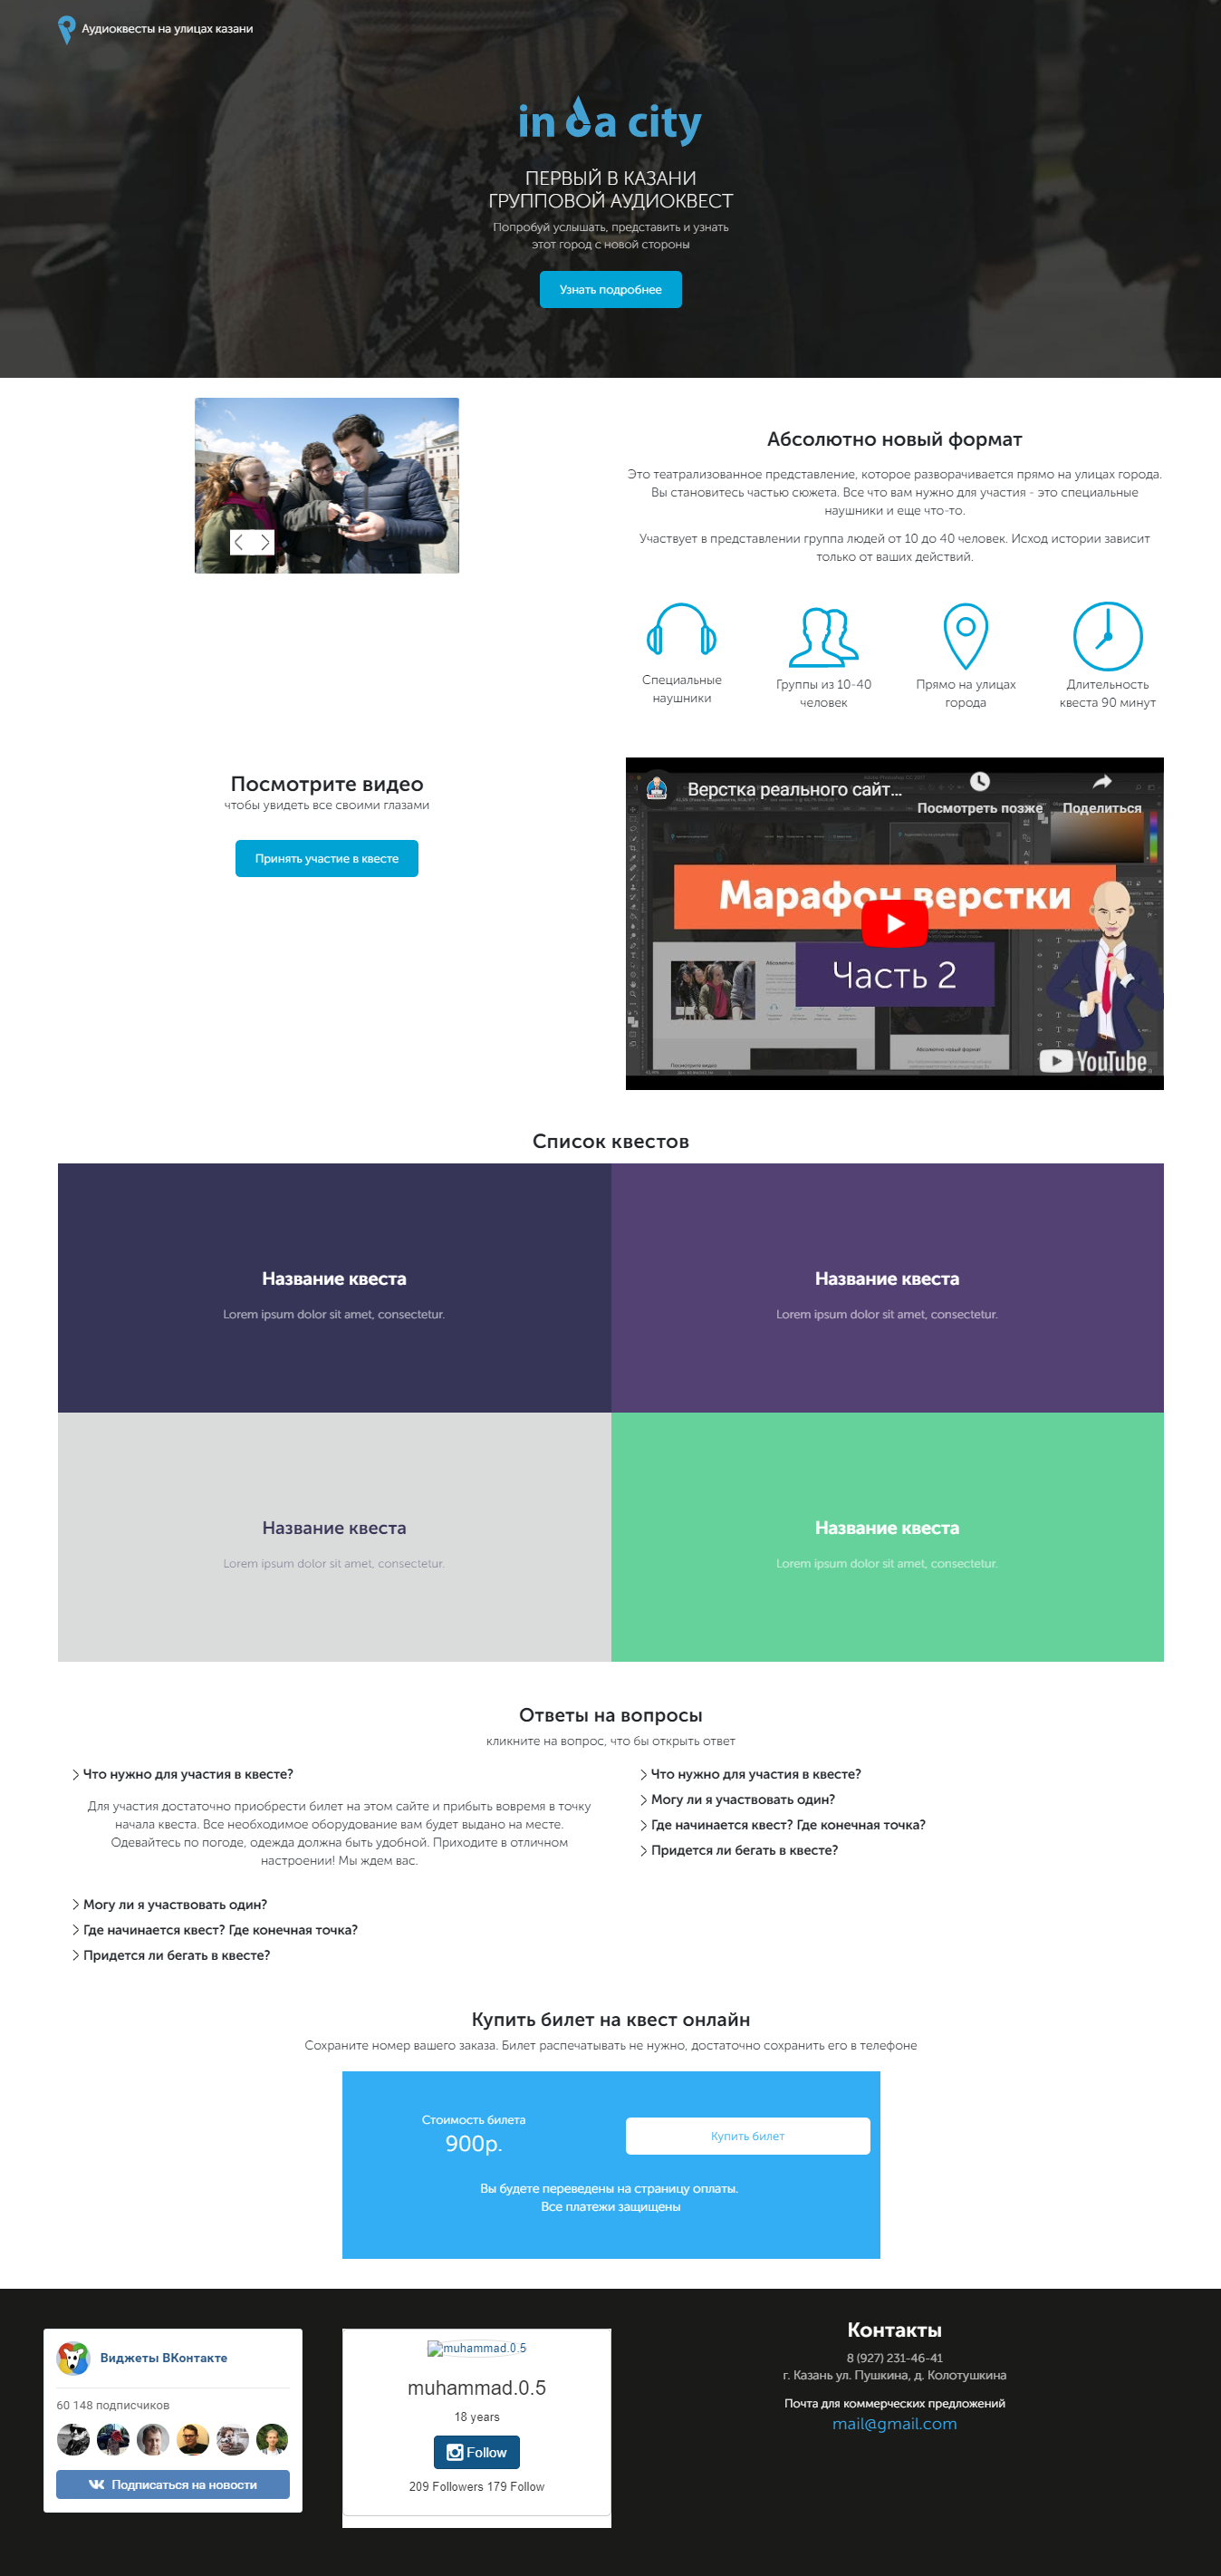 Аудиоквесты на улицах казани
in da city
ПЕРВЫЙ В КАЗАНИ
ГРУППОВОЙ АУДИОКВЕСТ
Попробуй услышать, представить и узнать
этот город с новой стороны
Узнать подробнее
Абсолютно новый формат
Это театрализованное представление, которое разворачивается прямо на улицах города.
Вы становитесь частью сюжета. Все что вам нужно для участия - это специальные
наушники и еще что-то.
Участвует в представлении группа людей от 10 до 40 человек. Исход истории зависит
только от ваших действий.
Специальные
наушники
Группы из 10-40
человек
Прямо на улицах
города
Длительность
квеста 90 минут
Посмотрите видео
чтобы увидеть все своими глазами
Принять участие в квесте
Верстка реального сайт...
Посмотреть позже
Поделиться
Марафон верстки
Часть 2
Абсолютно новый формат
Посмотрите видео
YouTube
Список квестов
Название квеста
Lorem ipsum dolor sit amet, consectetur.
Название квеста
Lorem ipsum dolor sit amet, consectetur.
Название квеста
Lorem ipsum dolor sit amet, consectetur.
Название квеста
Lorem ipsum dolor sit amet, consectetur.
Ответы на вопросы
кликните на вопрос, что бы открыть ответ
Что нужно для участия в квесте?
Для участия достаточно приобрести билет на этом сайте и прибыть вовремя в точку
начала квеста. Все необходимое оборудование вам будет выдано на месте.
Одевайтесь по погоде, одежда должна быть удобной. Приходите в отличном
настроении! Мы ждем вас.
Могу ли я участвовать один?
Где начинается квест? Где конечная точка?
Придется ли бегать в квесте?
Что нужно для участия в квесте?
Могу ли я участвовать один?
Где начинается квест? Где конечная точка?
Придется ли бегать в квесте?
Купить билет на квест онлайн
Сохраните номер вашего заказа. Билет распечатывать не нужно, достаточно сохранить его в телефоне
Стоимость билета
900р.
Купить билет
Вы будете переведены на страницу оплаты.
Все платежи защищены
Виджеты ВКонтакте
60 148 подписчиков
Подписаться на новости
muhammad.0.5
muhammad.0.5
18 years
Follow
209 Followers 179 Follow
Контакты
8 (927) 231-46-41
г. Казань ул. Пушкина, д. Колотушкина
Почта для коммерческих предложений
mail@gmail.com